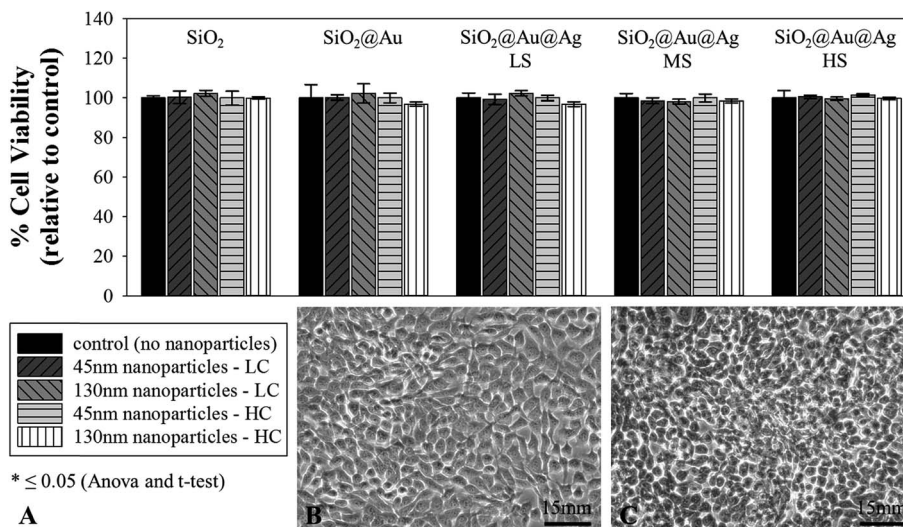 % Cell Viability
(relative to control)
140
120
100
80
60
40
20
0
SiO₂
SiO₂@Au
SiO₂@Au@Ag
LS
SiO₂@Au@Ag
MS
SiO₂@Au@Ag
HS
control (no nanoparticles)
45nm nanoparticles - LC
130nm nanoparticles - LC
45nm nanoparticles - HC
130nm nanoparticles - HC
* ≤ 0.05 (Anova and t-test)
A
B
15mm
C
15mm